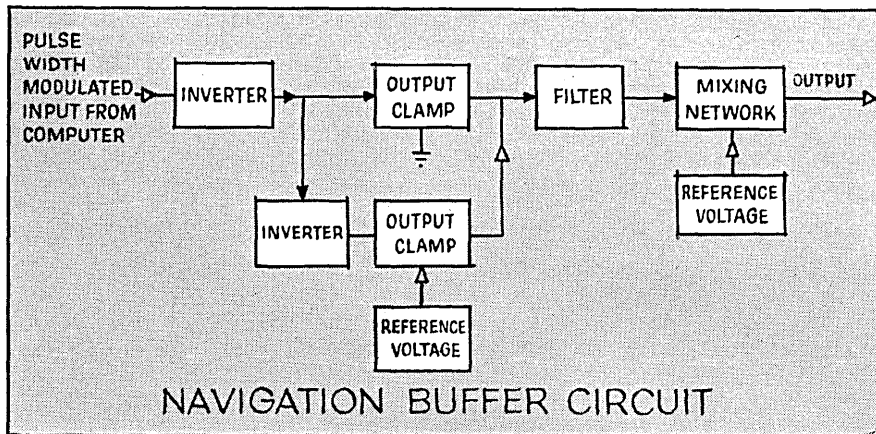 PULSE
WIDTH
MODULATED
INPUT FROM
COMPUTER
INVERTER
OUTPUT
CLAMP
FILTER
MIXING
NETWORK
OUTPUT
INVERTER
OUTPUT
CLAMP
REFERENCE
VOLTAGE
REFERENCE
VOLTAGE
NAVIGATION BUFFER CIRCUIT